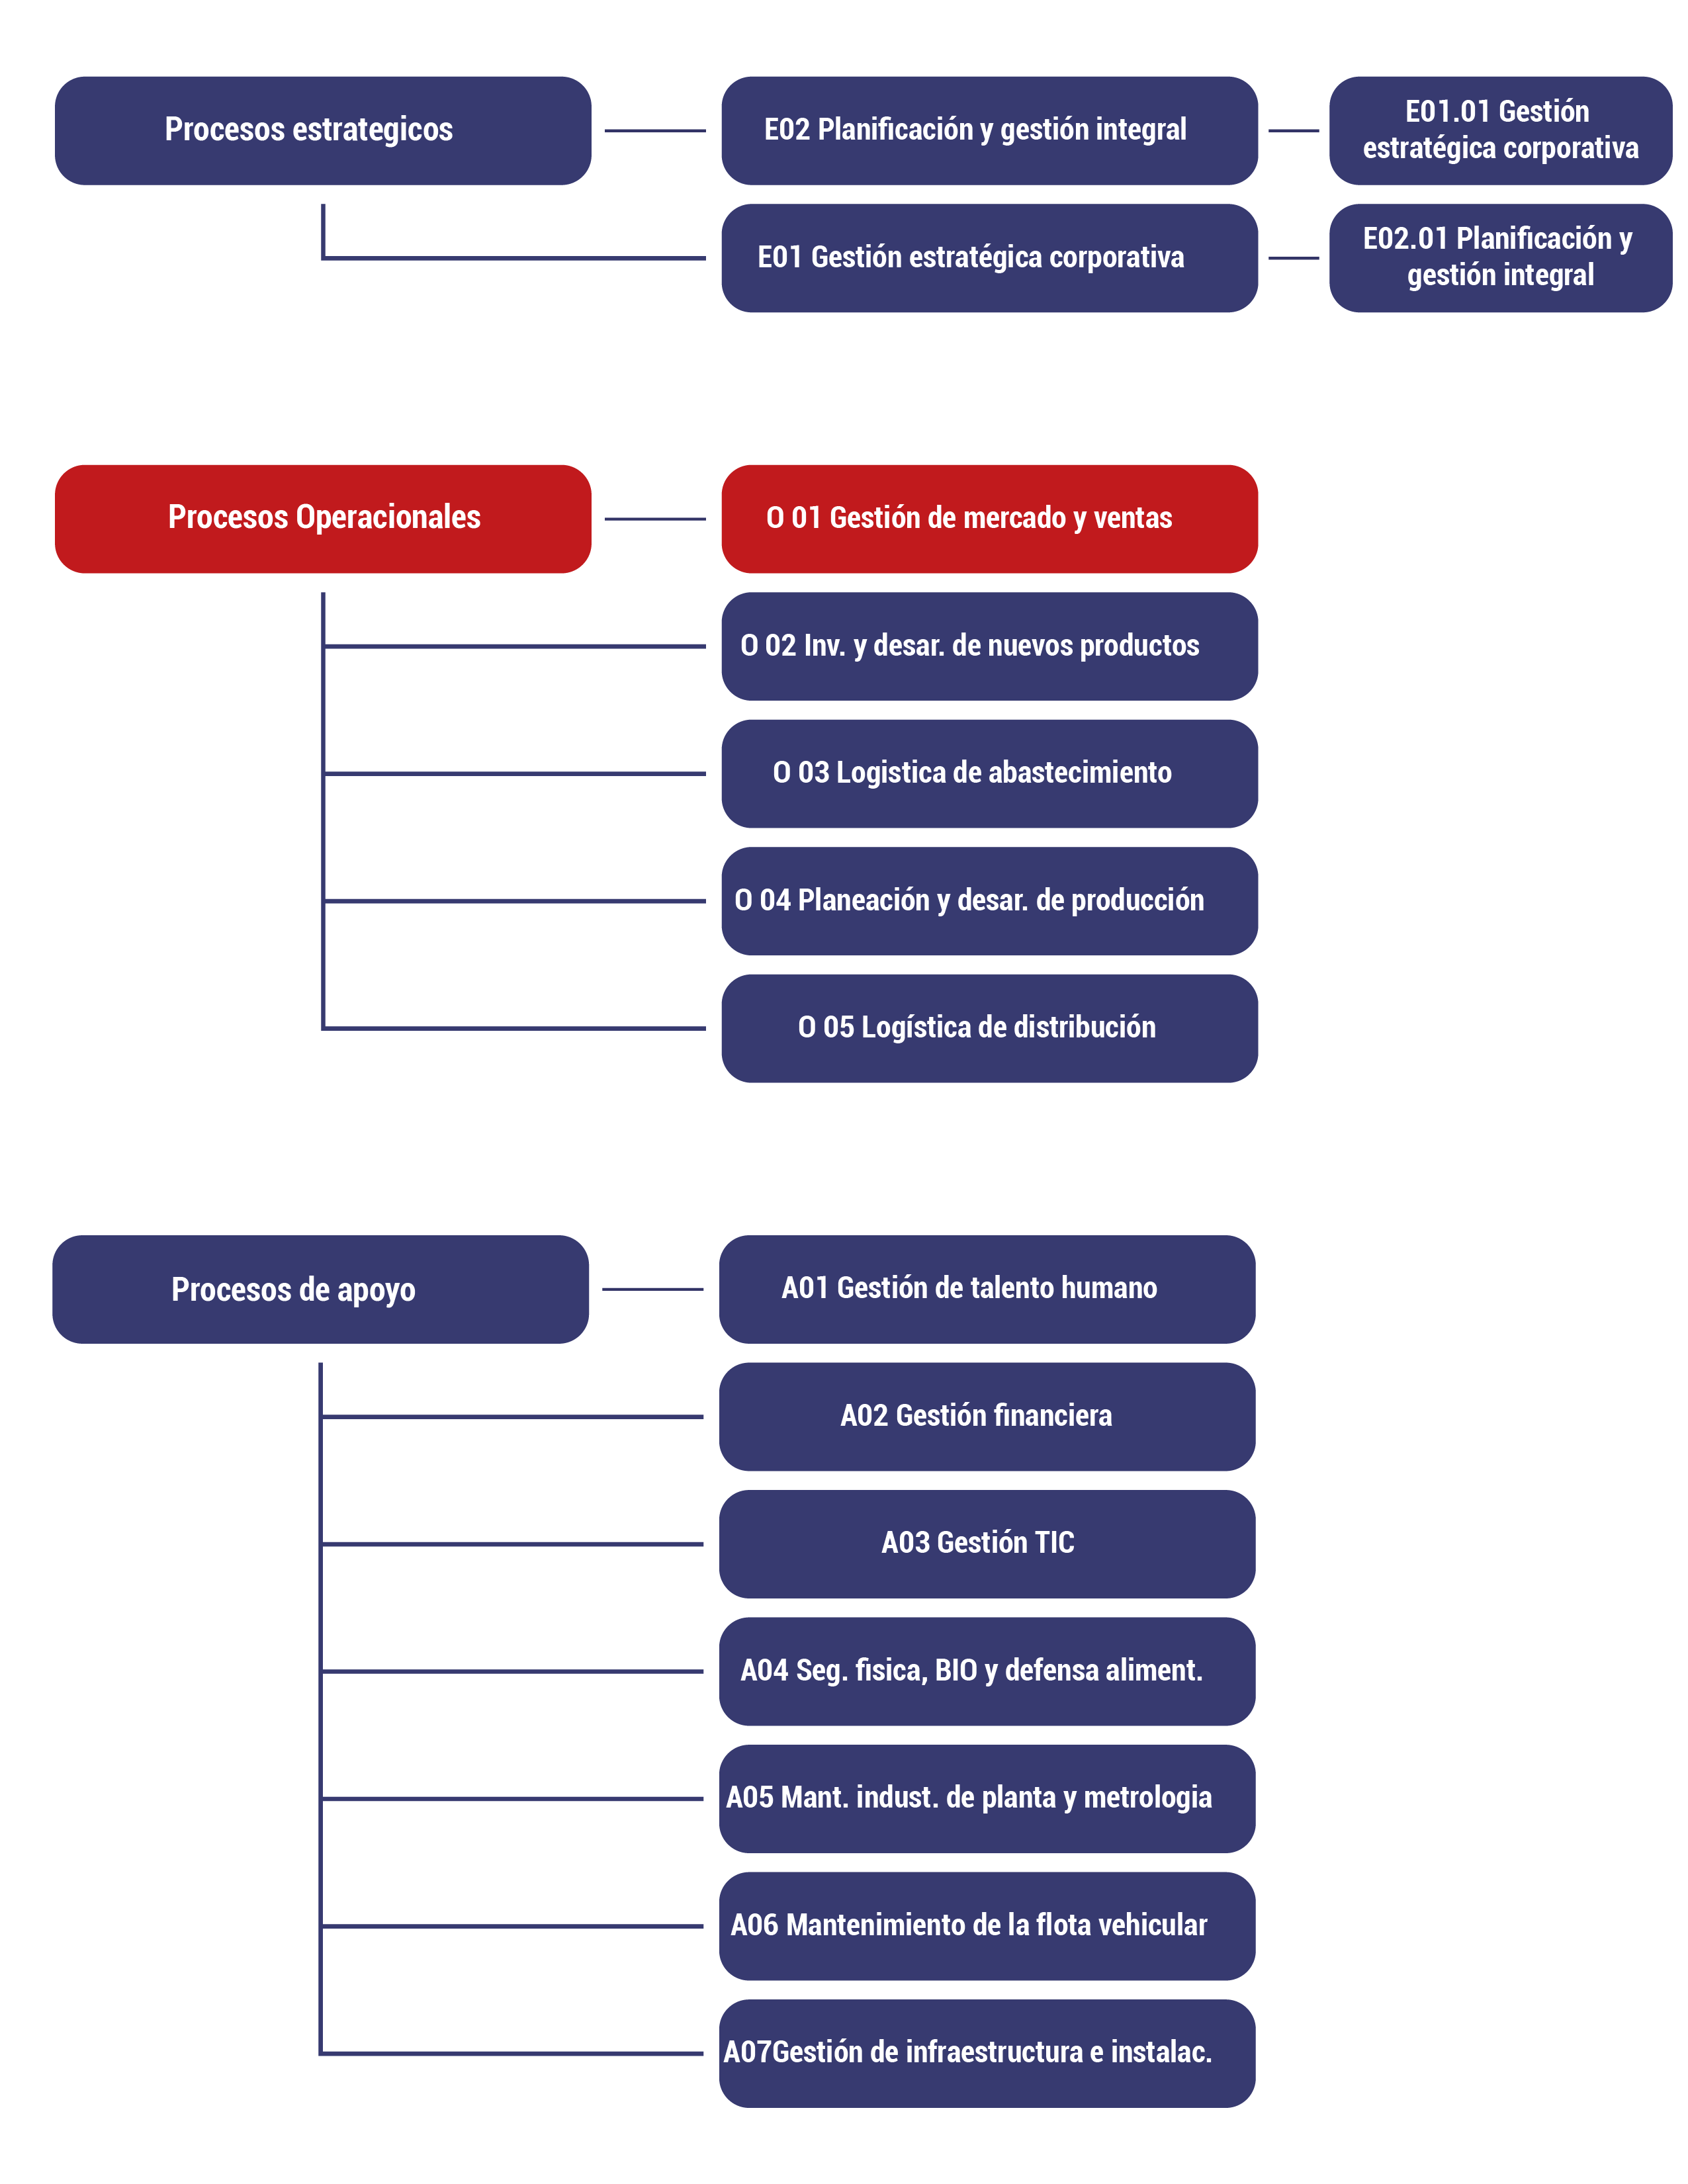 Procesos estrategicos
E02 Planificación y gestión integral
E01.01 Gestión
estratégica corporativa
E01 Gestión estratégica corporativa
E02.01 Planificación y
gestión integral
Procesos Operacionales
O 01 Gestión de mercado y ventas
O 02 Inv. y desar. de nuevos productos
O 03 Logistica de abastecimiento
O 04 Planeación y desar. de producción
O 05 Logística de distribución
Procesos de apoyo
A01 Gestión de talento humano
A02 Gestión financiera
A03 Gestión TIC
A04 Seg. fisica, BIO y defensa aliment.
A05 Mant. indust. de planta y metrologia
A06 Mantenimiento de la flota vehicular
A07Gestión de infraestructura e instalac.